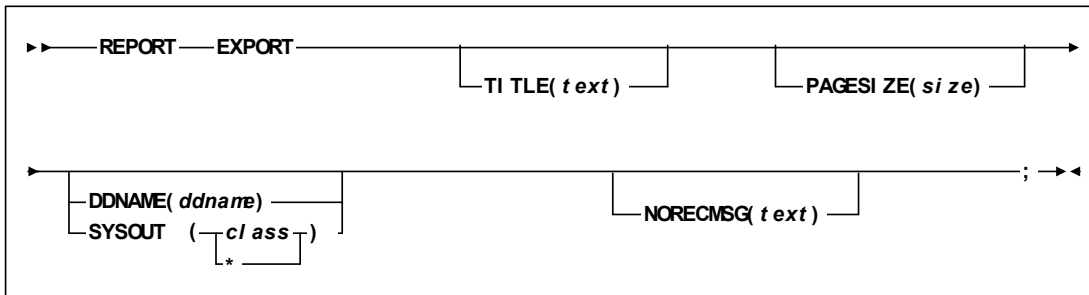 REPORT EXPORT
TITLE(text) PAGESIZE(size)
DDNAME(ddname) ;
SYSOUT (class) NORECMSG(text)
*